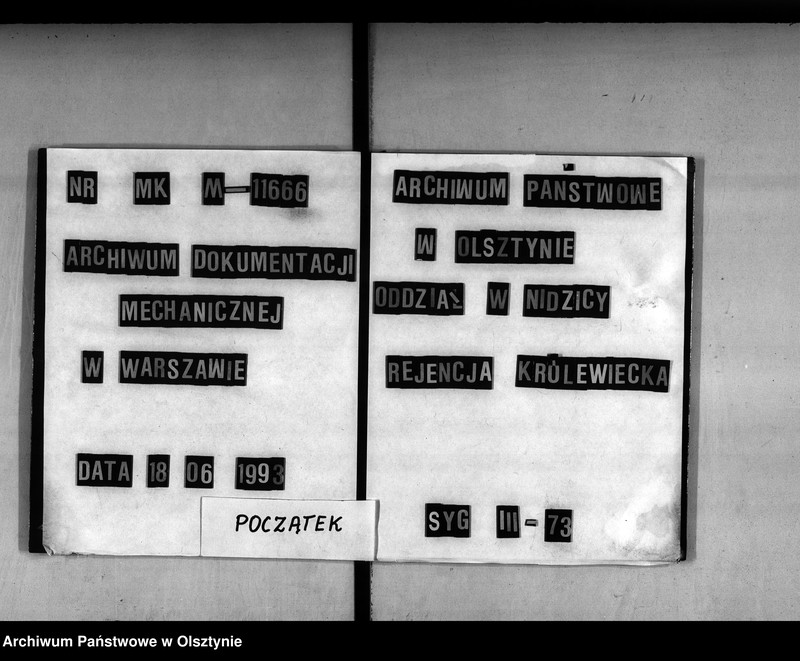 NR MK M-11666
ARCHIWUM DOKUMENTACJI
MECHANICZNEJ
W WARSZAWIE
DATA 18 06 1993
POCZĄTEK
ARCHIWUM PAŃSTWOWE
W OLSZTYNIE
ODDZIAŁ W NIDZICY
REJENCJA KRÓLEWIECKA
SYG III-73
Archiwum Państwowe w Olsztynie